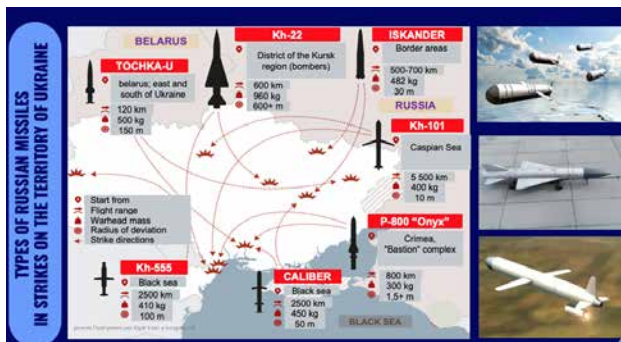 TYPES OF RUSSIAN MISSILES
IN STRIKES ON THE TERRITORY OF UKRAINE
BELARUS
TOCHKA-U
belarus; east and
south of Ukraine
120 km
500 kg
150 m
Kh-22
District of the Kursk
region (bombers)
600 km
960 kg
600+ m
ISKANDER
Border areas
500-700 km
482 kg
30 m
RUSSIA
Kh-101
Caspian Sea
5 500 km
400 kg
10 m
Start from
Flight range
Warhead mass
Radius of deviation
Strike directions
P-800 "Onyx"
Crimea,
"Bastion" complex
800 km
300 kg
1,5+ m
Kh-555
Black sea
2500 km
410 kg
100 m
CALIBER
Black sea
2500 km
450 kg
50 m
BLACK SEA